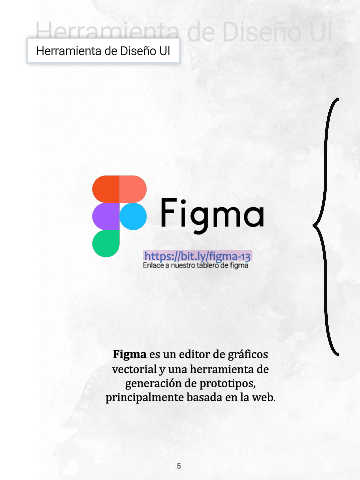 Herramienta de Diseño UI
Herramienta de Diseño UI
Figma
https://bit.ly/figma-13
Enlace a nuestro tablero de figma
Figma es un editor de gráficos
vectorial y una herramienta de
generación de prototipos,
principalmente basada en la web.
5